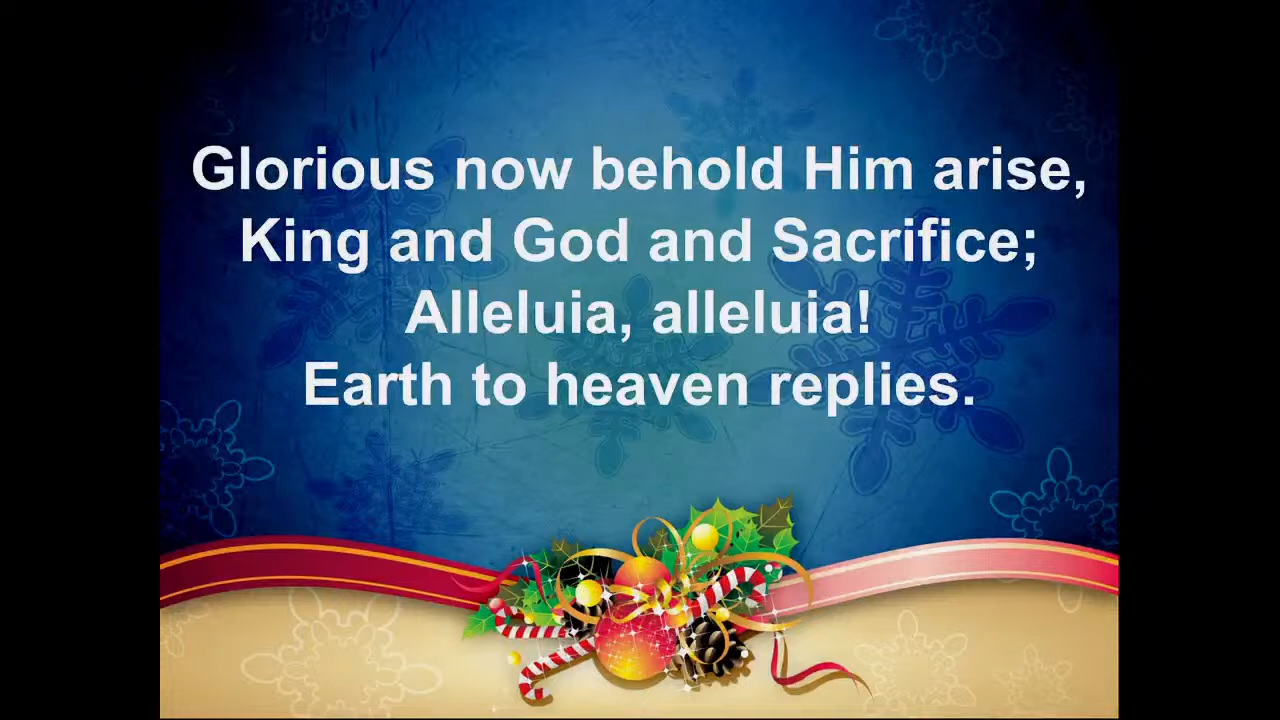 Glorious now behold Him arise,
King and God and Sacrifice;
Alleluia, alleluia!
Earth to heaven replies.